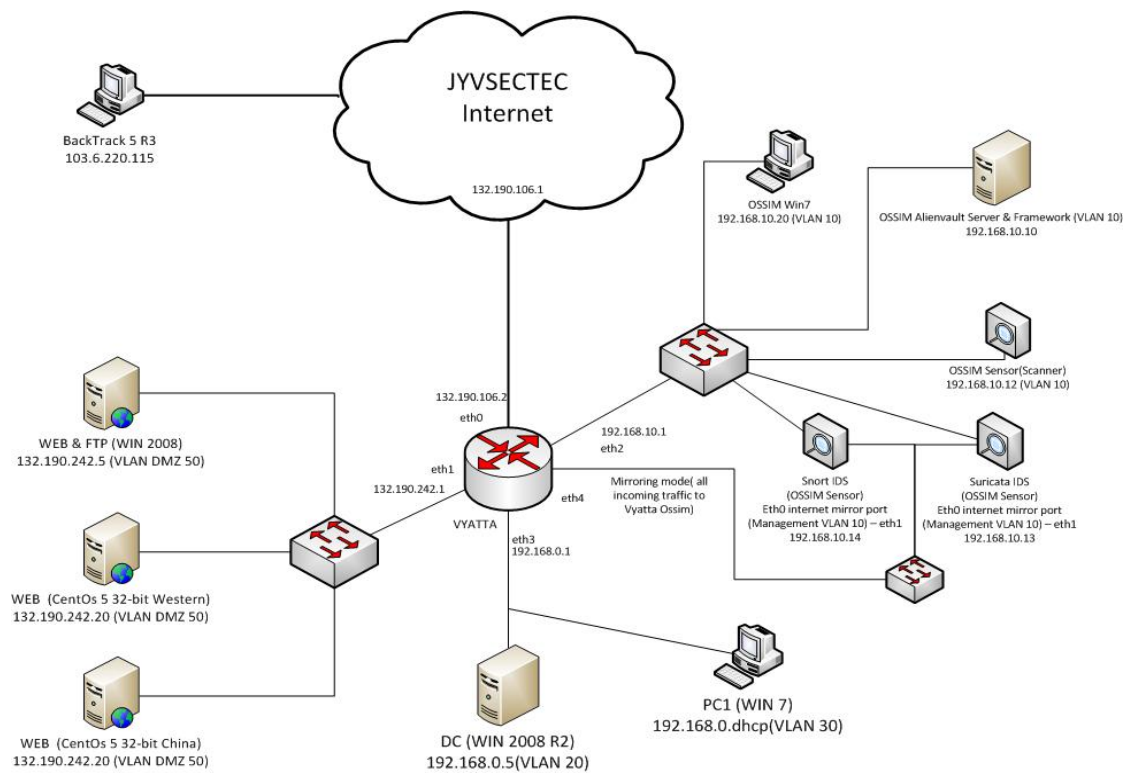 JYVSECTEC
Internet
132.190.106.1
BackTrack 5 R3
103.6.220.115
OSSIM Win7
192.168.10.20 (VLAN 10)
OSSIM Alienvault Server & Framework (VLAN 10)
192.168.10.10
OSSIM Sensor(Scanner)
192.168.10.12 (VLAN 10)
132.190.106.2
eth0
192.168.10.1
eth2
eth1
132.190.242.1
VYATTA
eth4
Mirroring mode( all
incoming traffic to
Vyatta Ossim)
eth3
192.168.0.1
Snort IDS
(OSSIM Sensor)
Eth0 internet mirror port
(Management VLAN 10) – eth1
192.168.10.14
Suricata IDS
(OSSIM Sensor)
Eth0 internet mirror port
(Management VLAN 10) – eth1
192.168.10.13
WEB & FTP (WIN 2008)
132.190.242.5 (VLAN DMZ 50)
WEB (CentOs 5 32-bit Western)
132.190.242.20 (VLAN DMZ 50)
WEB (CentOs 5 32-bit China)
132.190.242.20 (VLAN DMZ 50)
DC (WIN 2008 R2)
192.168.0.5(VLAN 20)
PC1 (WIN 7)
192.168.0.dhcp(VLAN 30)